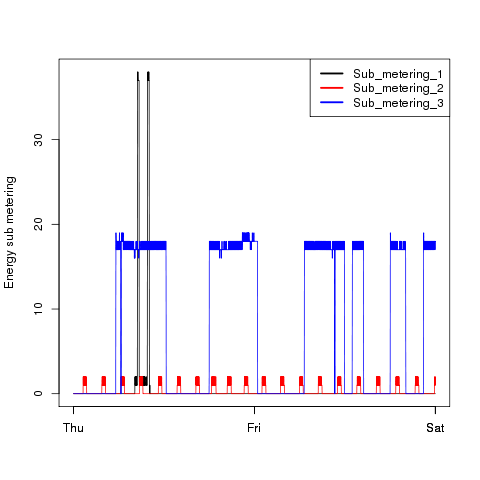 Sub_metering_1
Sub_metering_2
Sub_metering_3
Energy sub metering
30
20
10
0
Thu Fri Sat